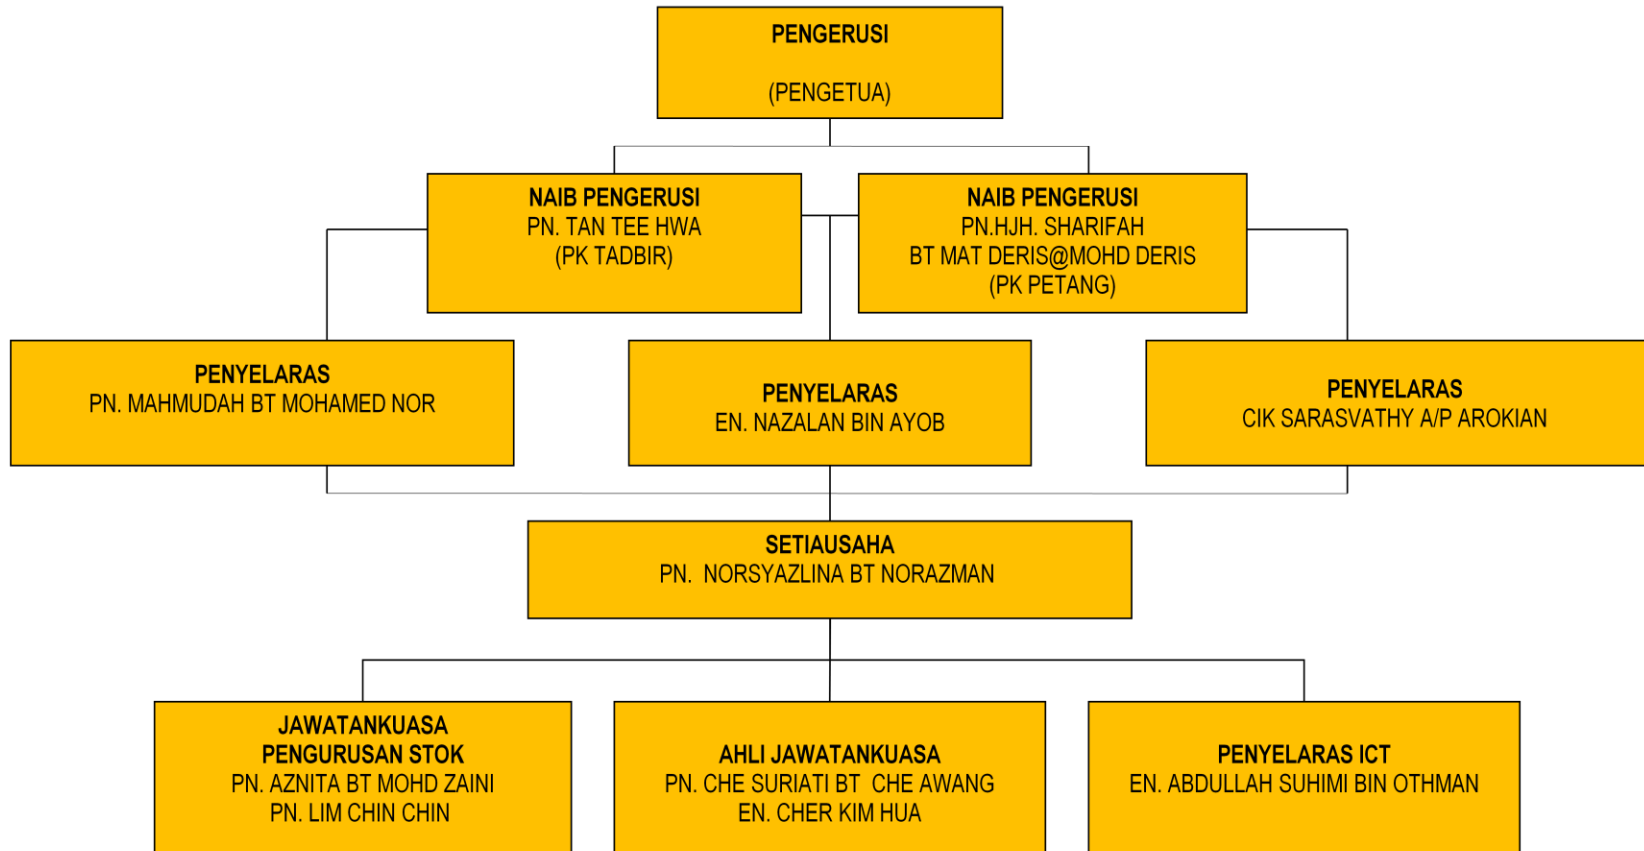 PENGERUSI
(PENGETUA)
NAIB PENGERUSI
PN. TAN TEE HWA
(PK TADBIR)
NAIB PENGERUSI
PN.HJH. SHARIFAH
BT MAT DERIS@MOHD DERIS
(PK PETANG)
PENYELARAS
PN. MAHMUDAH BT MOHAMED NOR
PENYELARAS
EN. NAZALAN BIN AYOB
PENYELARAS
CIK SARASVATHY A/P AROKIAN
SETIAUSAHA
PN. NORSYAZLINA BT NORAZMAN
JAWATANKUASA
PENGURUSAN STOK
PN. AZNITA BT MOHD ZAINI
PN. LIM CHIN CHIN
AHLI JAWATANKUASA
PN. CHE SURIATI BT CHE AWANG
EN. CHER KIM HUA
PENYELARAS ICT
EN. ABDULLAH SUHIMI BIN OTHMAN